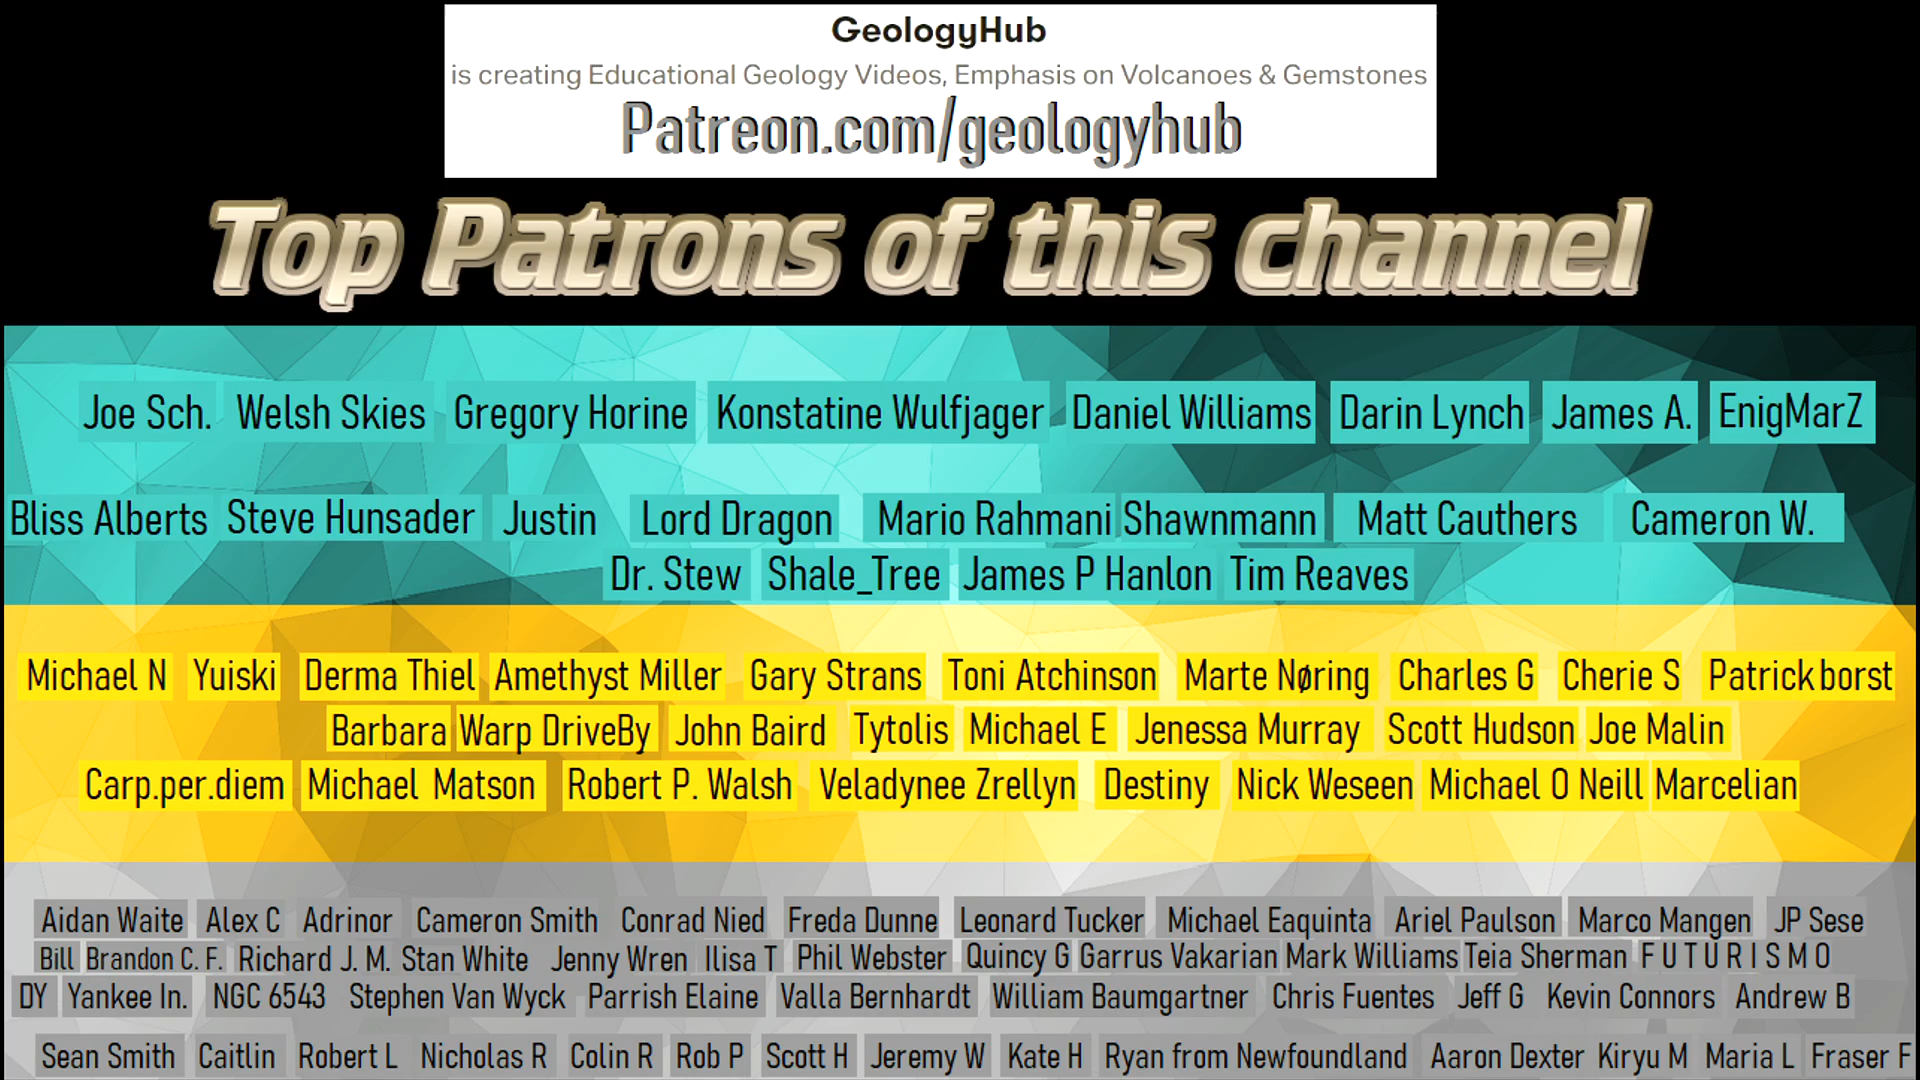 GeologyHub
is creating Educational Geology Videos, Emphasis on Volcanoes & Gemstones
Patreon.com/geologyhub
Top Patrons of this channel
Joe Sch. Welsh Skies Gregory Horine Konstatine Wulfjager Daniel Williams Darin Lynch James A. EnigMarZ
Bliss Alberts Steve Hunsader Justin Lord Dragon Mario Rahmani Shawnmann Matt Cauthers Cameron W.
Dr. Stew Shale_Tree James P Hanlon Tim Reaves
Michael N Yuiski Derma Thiel Amethyst Miller Gary Strans Toni Atchinson Marte Nøring Charles G Cherie S Patrick borst
Barbara Warp DriveBy John Baird Tytolis Michael E Jenessa Murray Scott Hudson Joe Malin
Carp.per.diem Michael Matson Robert P. Walsh Veladynee Zrellyn Destiny Nick Weseen Michael O Neill Marcelian
Aidan Waite Alex C Adrinor Cameron Smith Conrad Nied Freda Dunne Leonard Tucker Michael Eaquinta Ariel Paulson Marco Mangen JP Sese
Bill Brandon C. F. Richard J. M. Stan White Jenny Wren Ilisa T Phil Webster Quincy G Garrus Vakarian Mark Williams Teia Sherman F U T U R I S M O
DY Yankee In. NGC 6543 Stephen Van Wyck Parrish Elaine Valla Bernhardt William Baumgartner Chris Fuentes Jeff G Kevin Connors Andrew B
Sean Smith Caitlin Robert L Nicholas R Colin R Rob P Scott H Jeremy W Kate H Ryan from Newfoundland Aaron Dexter Kiryu M Maria L Fraser F